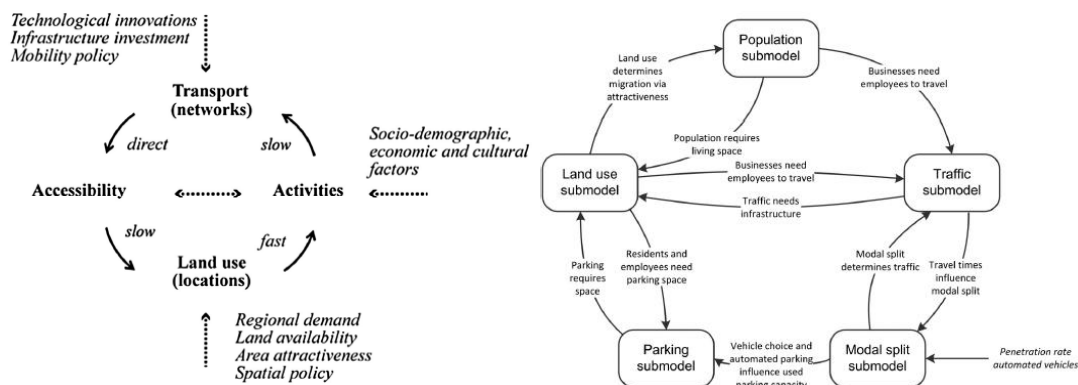 Technological innovations
Infrastructure investment
Mobility policy
Transport
(networks)
direct
slow
Socio-demographic,
economic and cultural
factors
Accessibility
Activities
slow
fast
Land use
(locations)
Regional demand
Land availability
Area attractiveness
Spatial policy
Population
submodel
Land use
determines
migration via
attractiveness
Businesses need
employees to travel
Population requires
living space
Land use
submodel
Businesses need
employees to travel
Traffic
submodel
Traffic needs
infrastructure
Parking
requires
space
Residents and
employees need
parking space
Modal split
determines traffic
Travel times
influence
modal split
Parking
submodel
Vehicle choice and
automated parking
influence used
parking capacity
Modal split
submodel
Penetration rate
automated vehicles